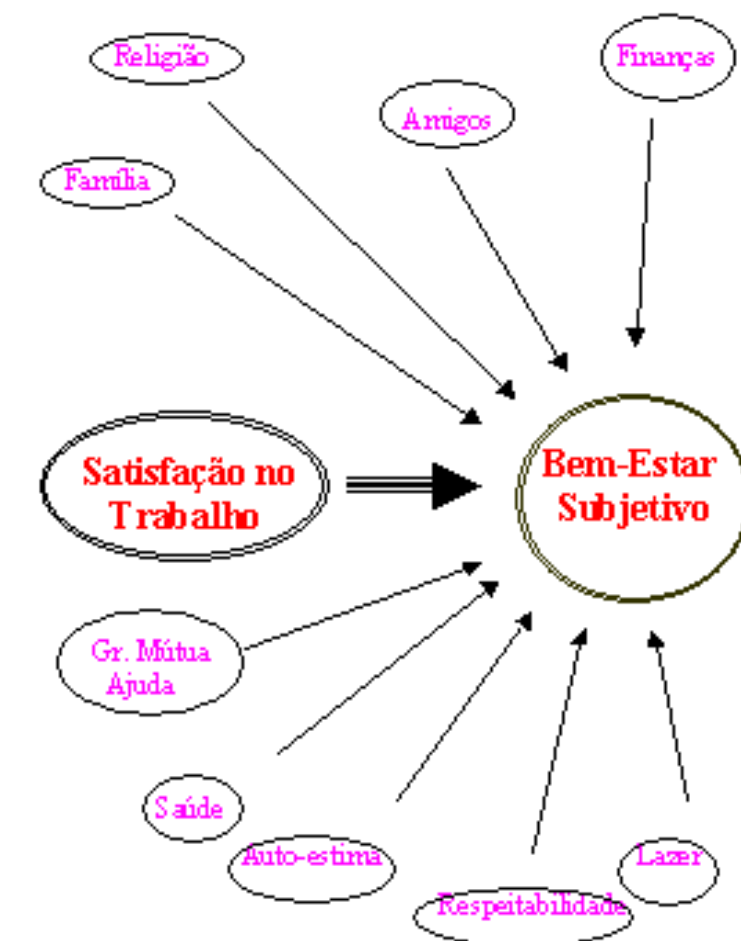 Religião
Finanças
Amigos
Família
Satisfação no
Trabalho
Bem-Estar
Subjetivo
Gr. Mútua
Ajuda
Saúde
Auto-estima
Lazer
Respeitabilidade